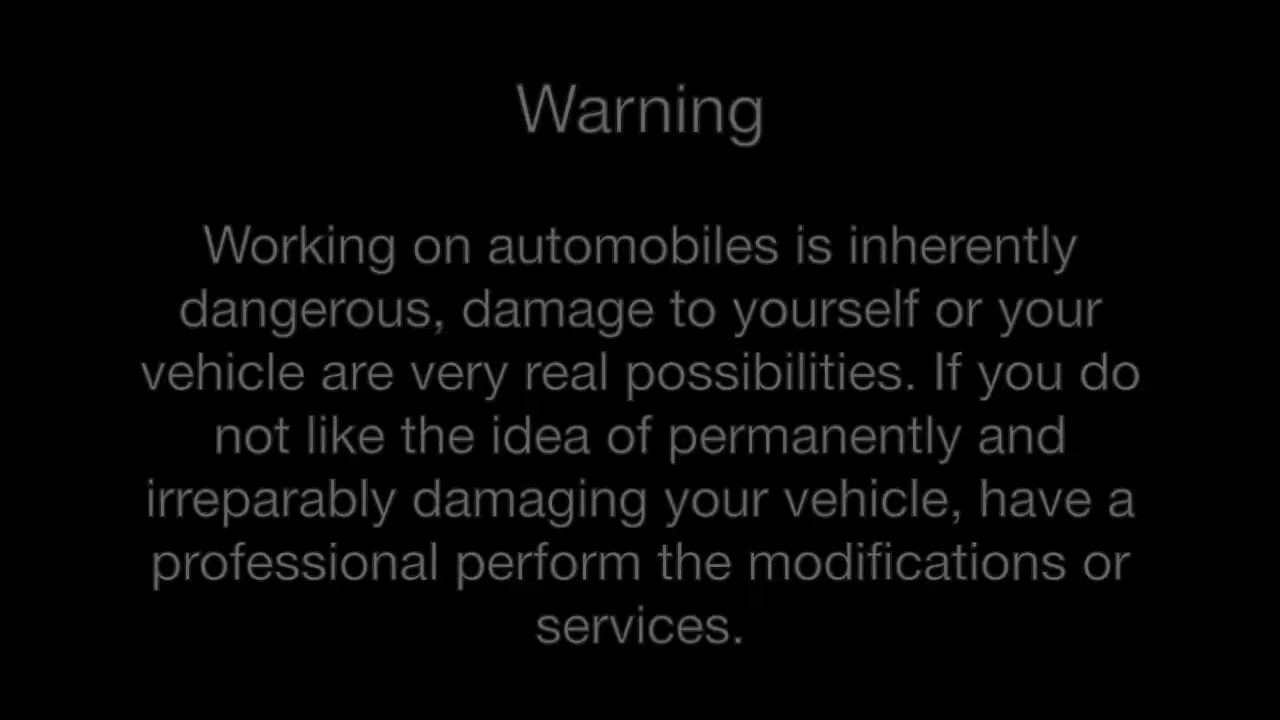 Warning
Working on automobiles is inherently
dangerous, damage to yourself or your
vehicle are very real possibilities. If you do
not like the idea of permanently and
irreparably damaging your vehicle, have a
professional perform the modifications or
services.